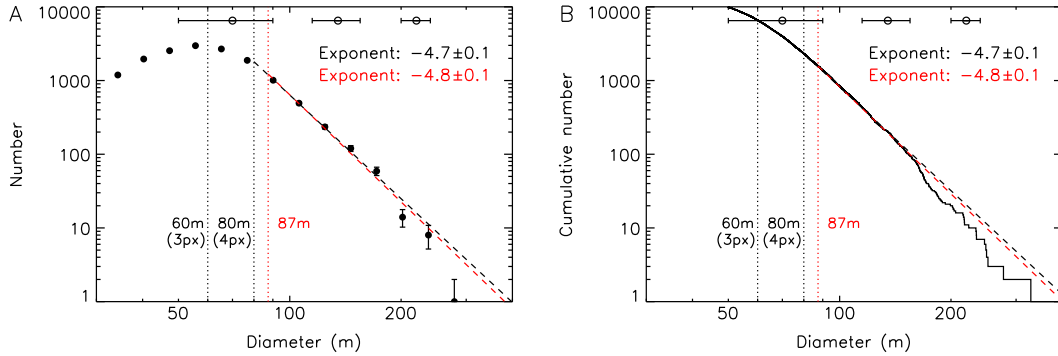 A
10000
1000
100
10
1
Number
Exponent: −4.7±0.1
Exponent: −4.8±0.1
60m 80m 87m
(3px) (4px)
50 100 200
Diameter (m)
B
10000
1000
100
10
1
Cumulative number
Exponent: −4.7±0.1
Exponent: −4.8±0.1
60m 80m 87m
(3px) (4px)
50 100 200
Diameter (m)